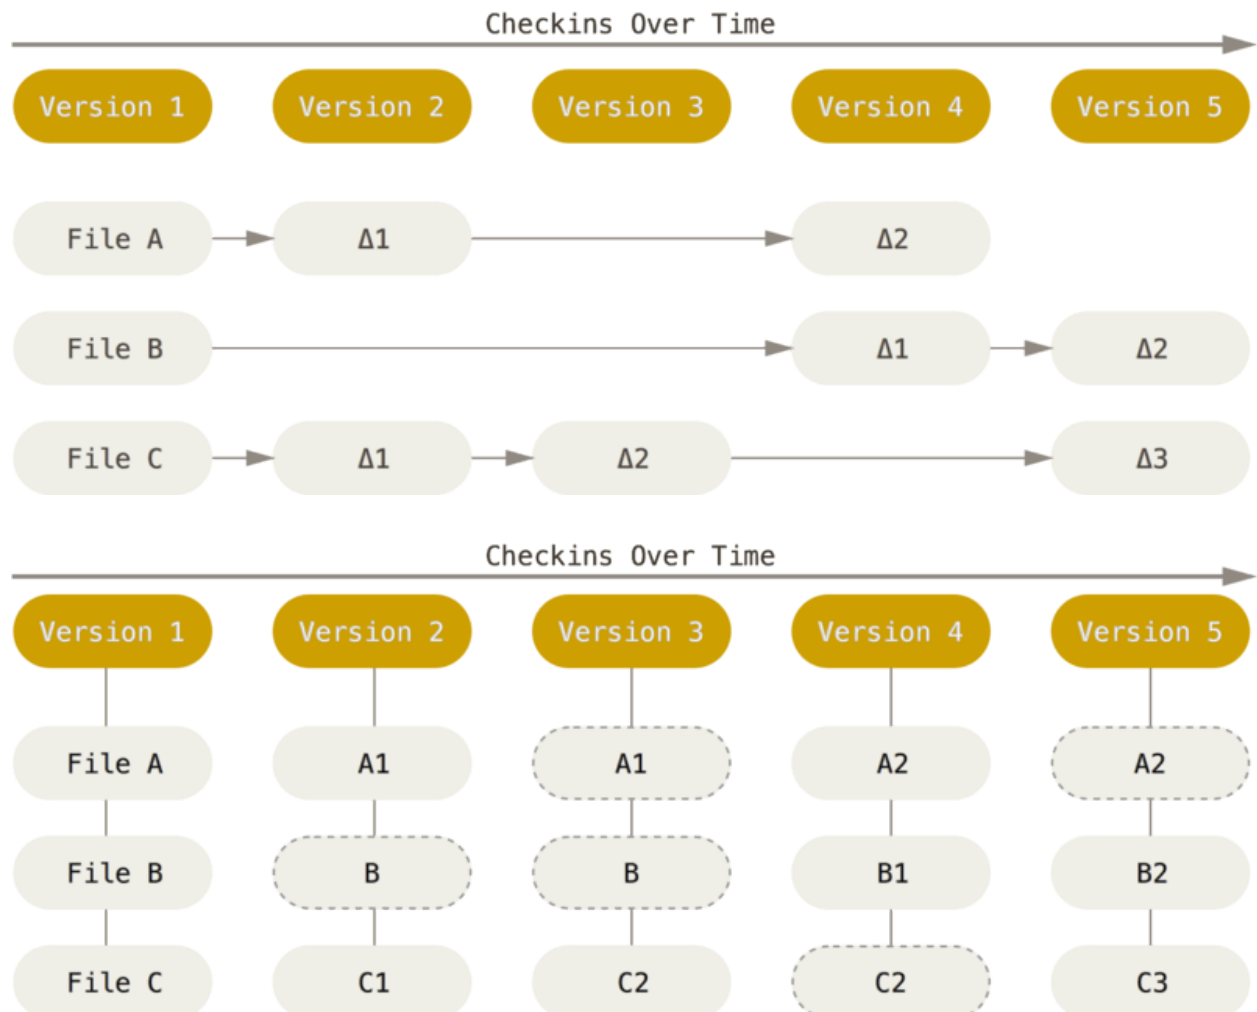 Checkins Over Time
Version 1 Version 2 Version 3 Version 4 Version 5
File A Δ1 Δ2
File B Δ1 Δ2
File C Δ1 Δ2 Δ3
Checkins Over Time
Version 1 Version 2 Version 3 Version 4 Version 5
File A A1 A1 A2 A2
File B B B B1 B2
File C C1 C2 C2 C3